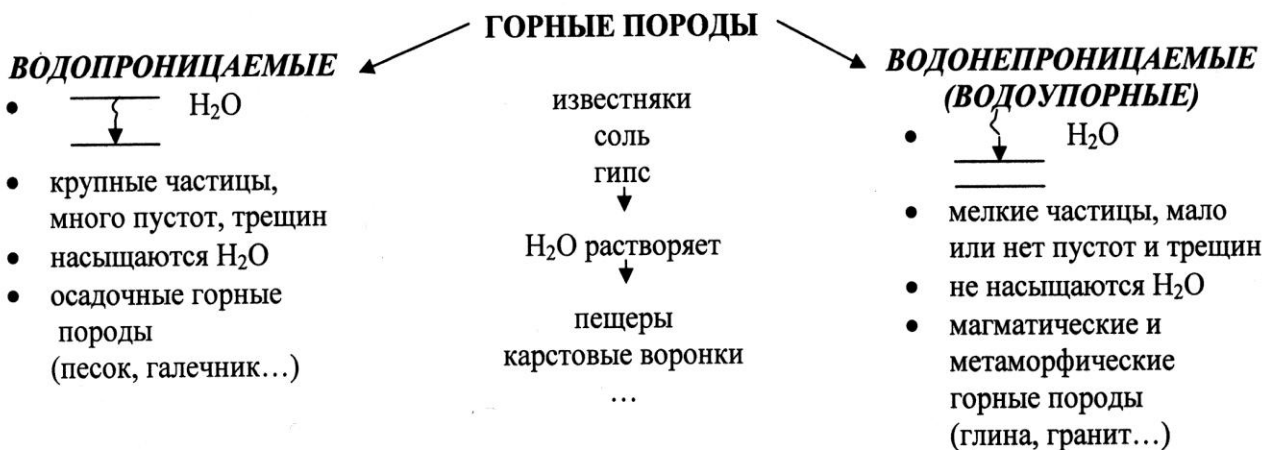 ГОРНЫЕ ПОРОДЫ
ВОДОПРОНИЦАЕМЫЕ
• H₂O
• крупные частицы,
много пустот, трещин
• насыщаются H₂O
• осадочные горные
породы
(песок, галечник…)
известняки
соль
гипс
H₂O растворяет
пещеры
карстовые воронки
…
ВОДОНЕПРОНИЦАЕМЫЕ
(ВОДОУПОРНЫЕ)
• H₂O
• мелкие частицы, мало
или нет пустот и трещин
• не насыщаются H₂O
• магматические и
метаморфические
горные породы
(глина, гранит…)